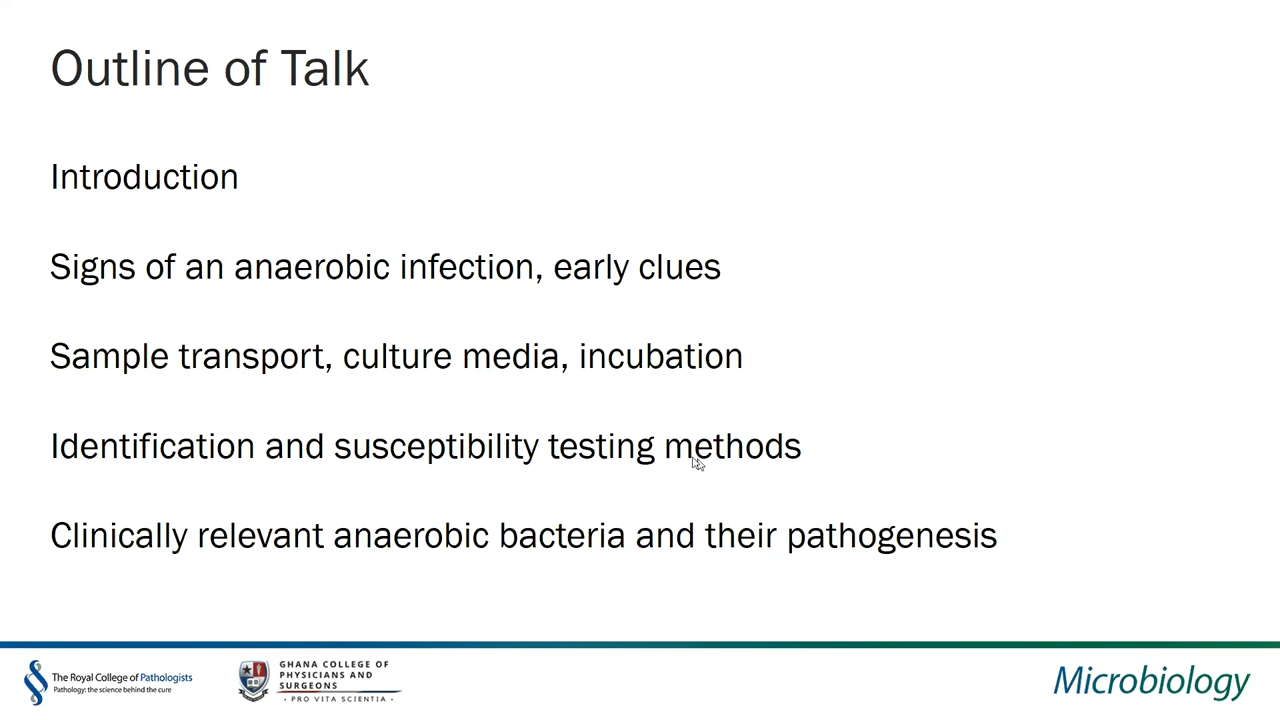 Outline of Talk
Introduction
Signs of an anaerobic infection, early clues
Sample transport, culture media, incubation
Identification and susceptibility testing methods
Clinically relevant anaerobic bacteria and their pathogenesis
The Royal College of Pathologists
Pathology: the science behind the cure
GHANA COLLEGE OF
PHYSICIANS AND
SURGEONS
· PRO VITA SCIENTIA ·
Microbiology